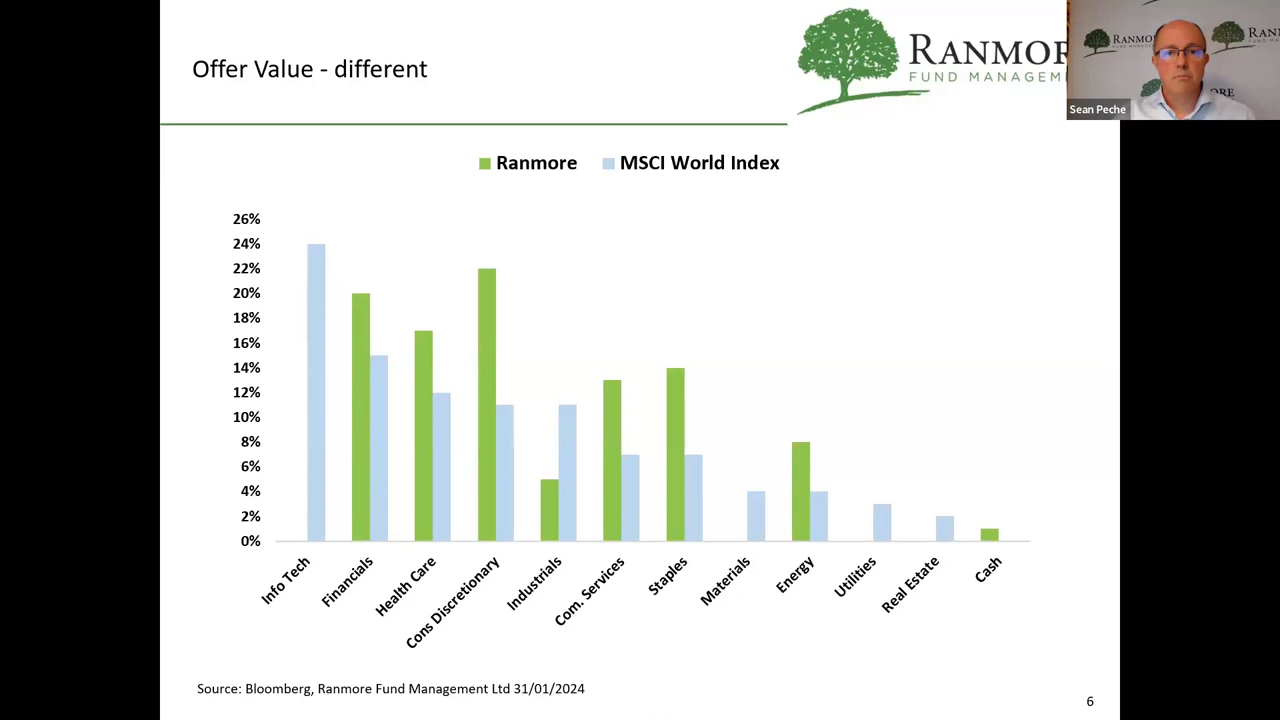 Offer Value - different
RANMOR
FUND MANAGEM
Sean Peche
Ranmore
MSCI World Index
26%
24%
22%
20%
18%
16%
14%
12%
10%
8%
6%
4%
2%
0%
Info Tech
Financials
Health Care
Cons Discretionary
Industrials
Com. Services
Staples
Materials
Energy
Utilities
Real Estate
Cash
Source: Bloomberg, Ranmore Fund Management Ltd 31/01/2024
6